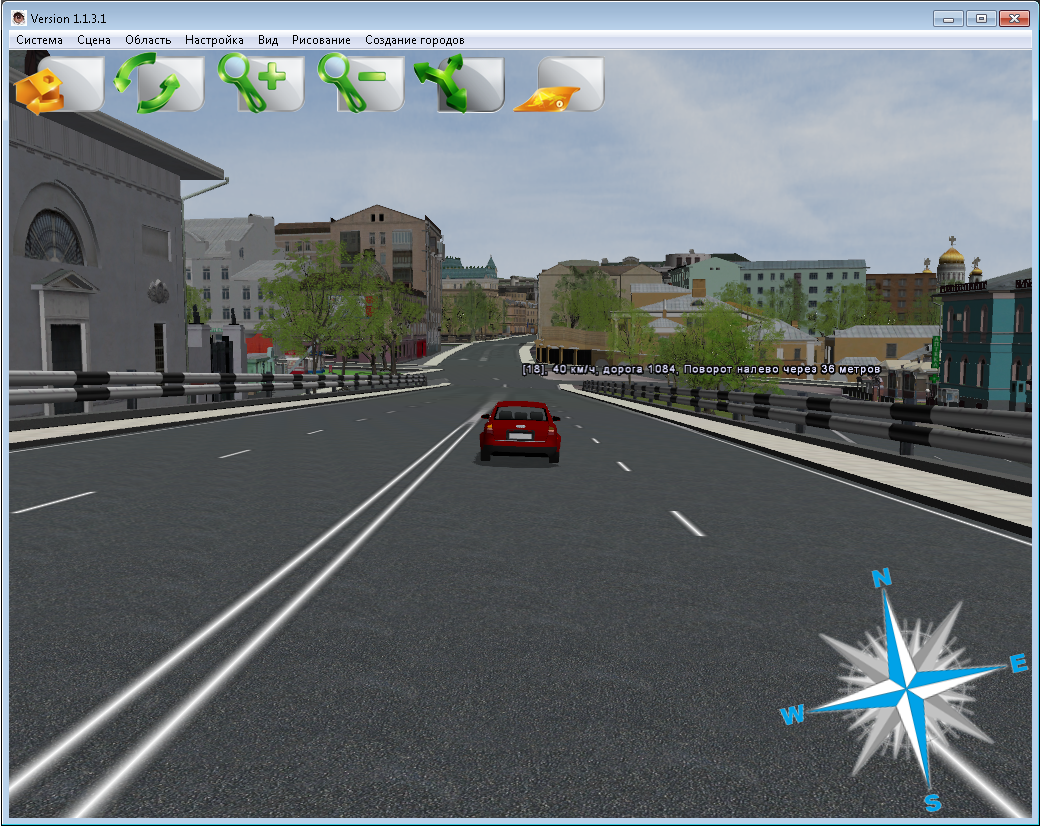 Version 1.1.3.1
Система Сцена Область Настройка Вид Рисование Создание городов
[18], 40 км/ч, дорога 1084, Поворот налево через 36 метров
N
E
W
S